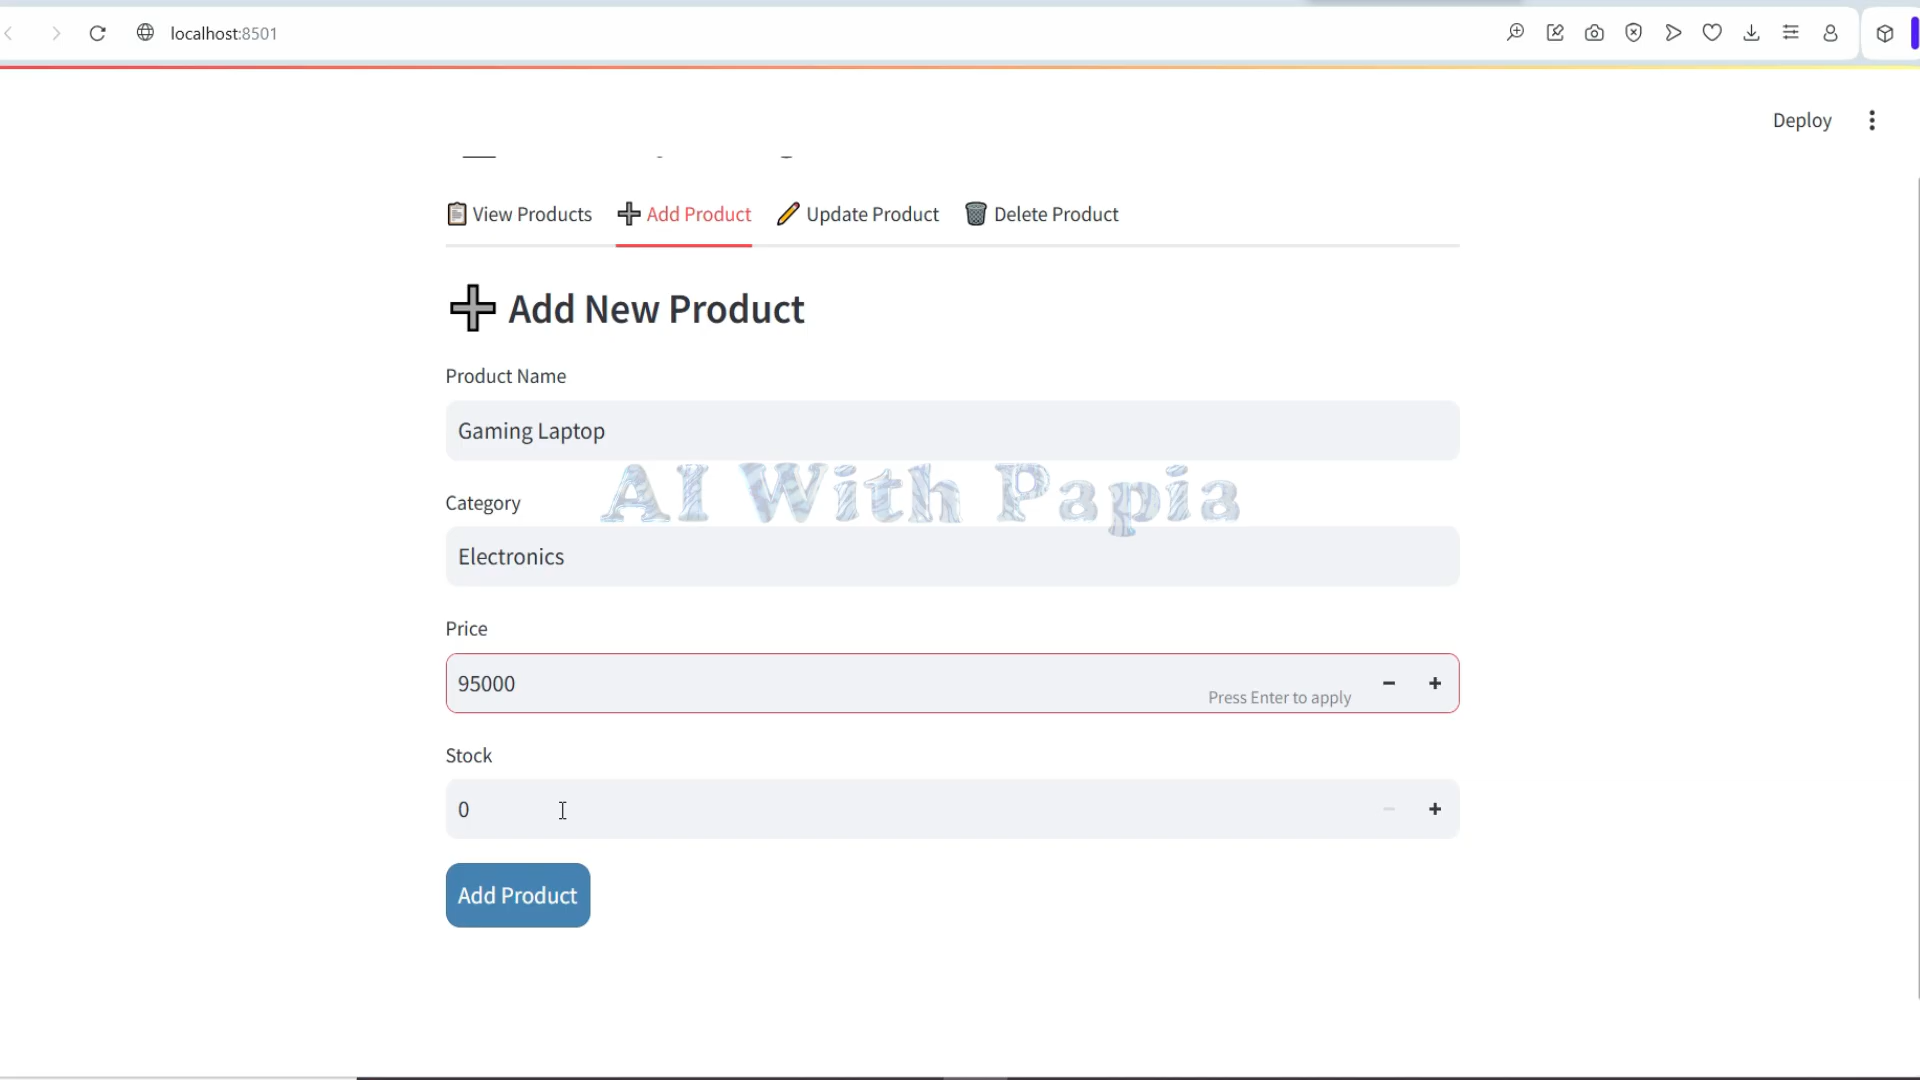 localhost:8501
Deploy
View Products Add Product Update Product Delete Product
Add New Product
Product Name
Gaming Laptop
AI With Papia
Category
Electronics
Price
95000
Press Enter to apply
Stock
0
Add Product